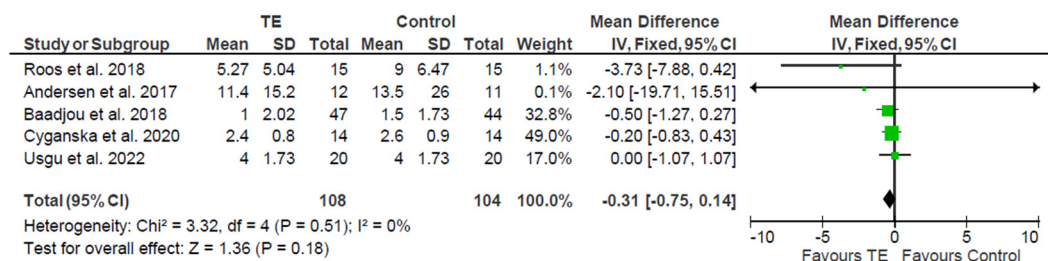 TE Control Mean Difference Mean Difference
Study or Subgroup Mean SD Total Mean SD Total Weight IV, Fixed, 95% CI IV, Fixed, 95% CI
Roos et al. 2018 5.27 5.04 15 9 6.47 15 1.1% -3.73 [-7.88, 0.42]
Andersen et al. 2017 11.4 15.2 12 13.5 26 11 0.1% -2.10 [-19.71, 15.51]
Baadjou et al. 2018 1 2.02 47 1.5 1.73 44 32.8% -0.50 [-1.27, 0.27]
Cyganska et al. 2020 2.4 0.8 14 2.6 0.9 14 49.0% -0.20 [-0.83, 0.43]
Usgu et al. 2022 4 1.73 20 4 1.73 20 17.0% 0.00 [-1.07, 1.07]
Total (95% CI) 108 104 100.0% -0.31 [-0.75, 0.14]
Heterogeneity: Chi² = 3.32, df = 4 (P = 0.51); I² = 0%
Test for overall effect: Z = 1.36 (P = 0.18)
-10 -5 0 5 10
Favours TE Favours Control